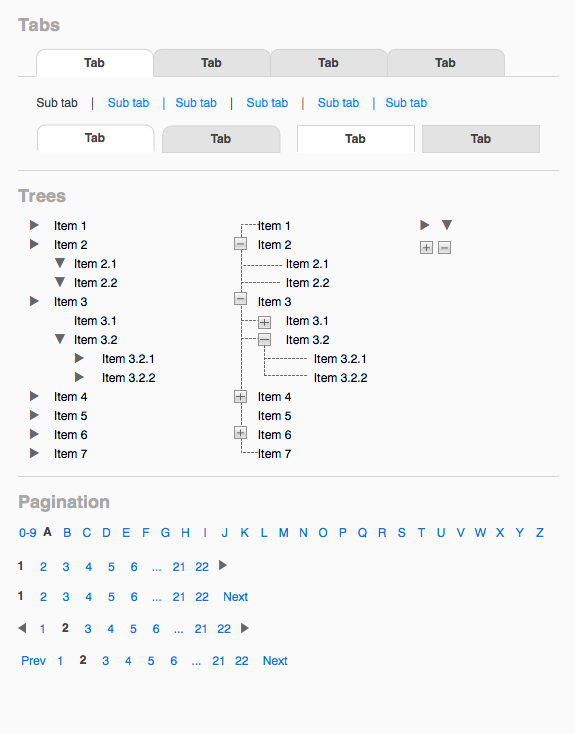 Tabs
Tab Tab Tab Tab
Sub tab | Sub tab | Sub tab | Sub tab | Sub tab | Sub tab
Tab Tab Tab Tab
Trees
Item 1
Item 2
Item 2.1
Item 2.2
Item 3
Item 3.1
Item 3.2
Item 3.2.1
Item 3.2.2
Item 4
Item 5
Item 6
Item 7
Item 1
Item 2
Item 2.1
Item 2.2
Item 3
Item 3.1
Item 3.2
Item 3.2.1
Item 3.2.2
Item 4
Item 5
Item 6
Item 7
Pagination
0-9 A B C D E F G H I J K L M N O P Q R S T U V W X Y Z
1 2 3 4 5 6 ... 21 22
1 2 3 4 5 6 ... 21 22 Next
1 2 3 4 5 6 ... 21 22
Prev 1 2 3 4 5 6 ... 21 22 Next